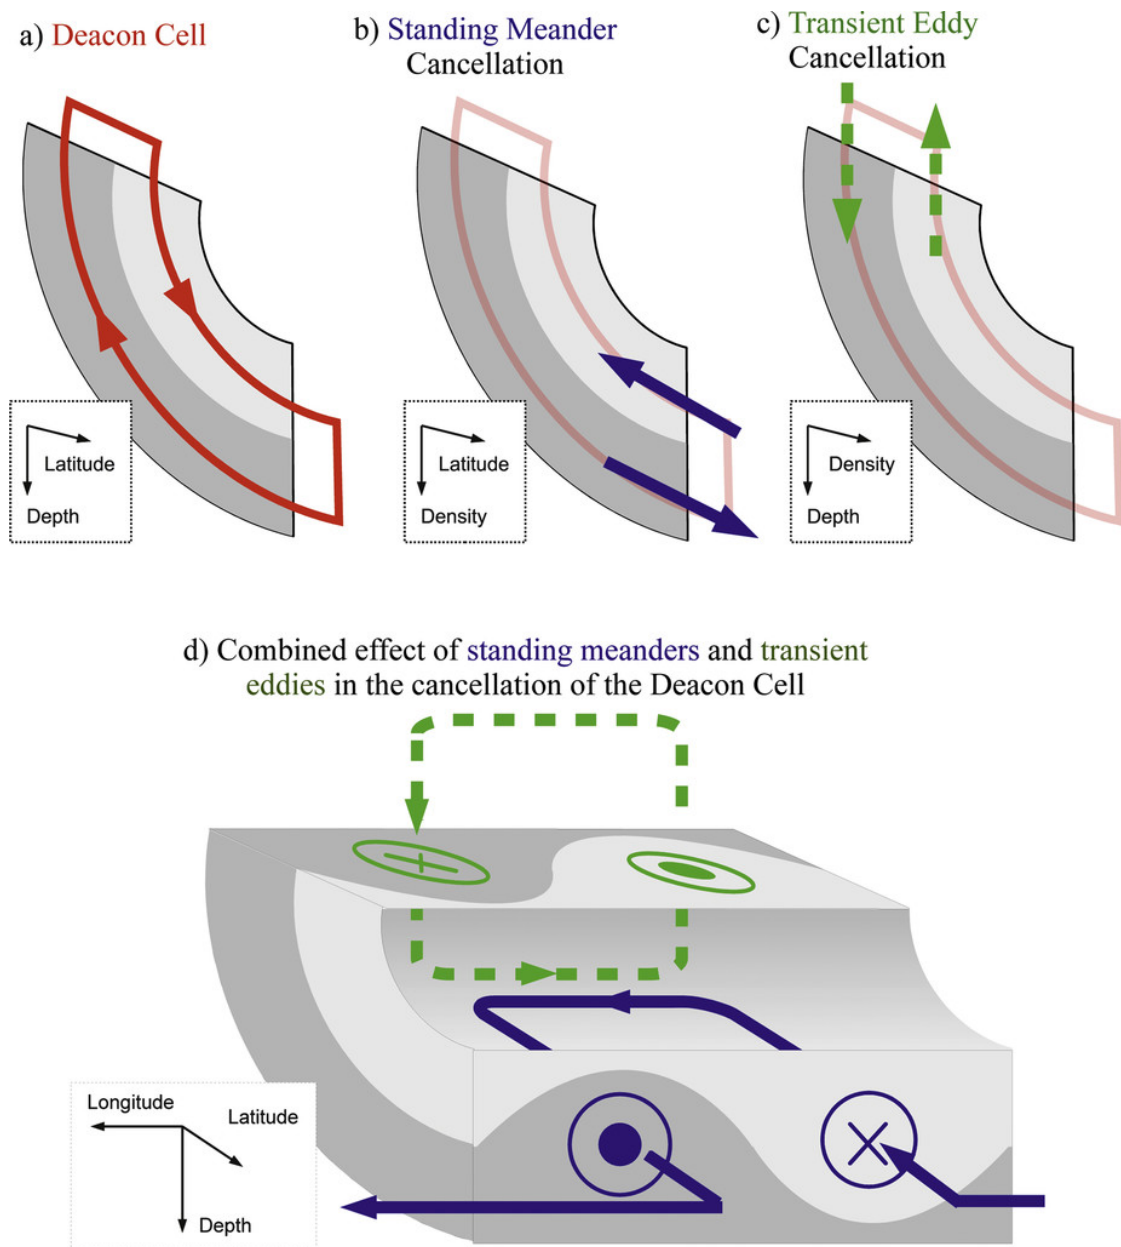 a) Deacon Cell
b) Standing Meander
Cancellation
c) Transient Eddy
Cancellation
Latitude
Depth
Latitude
Density
Density
Depth
d) Combined effect of standing meanders and transient
eddies in the cancellation of the Deacon Cell
Longitude
Latitude
Depth